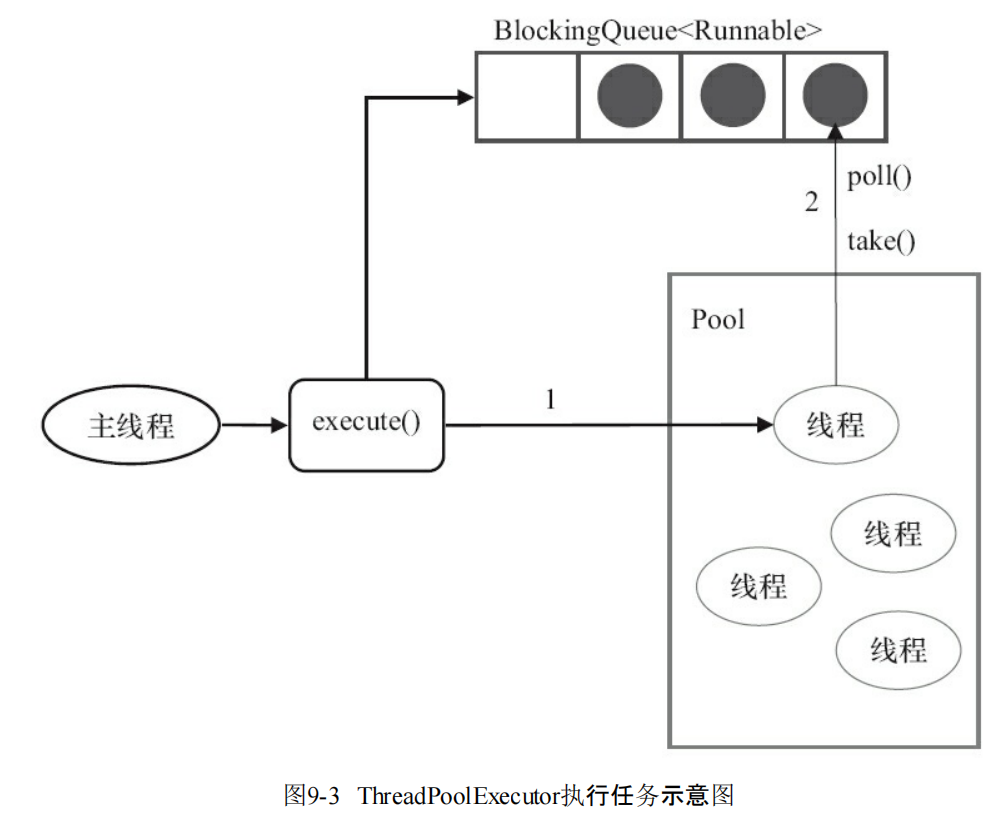 BlockingQueue<Runnable>
poll()
2
take()
Pool
1
主线程
execute()
线程
线程
线程
线程
图9-3 ThreadPoolExecutor执行任务示意图